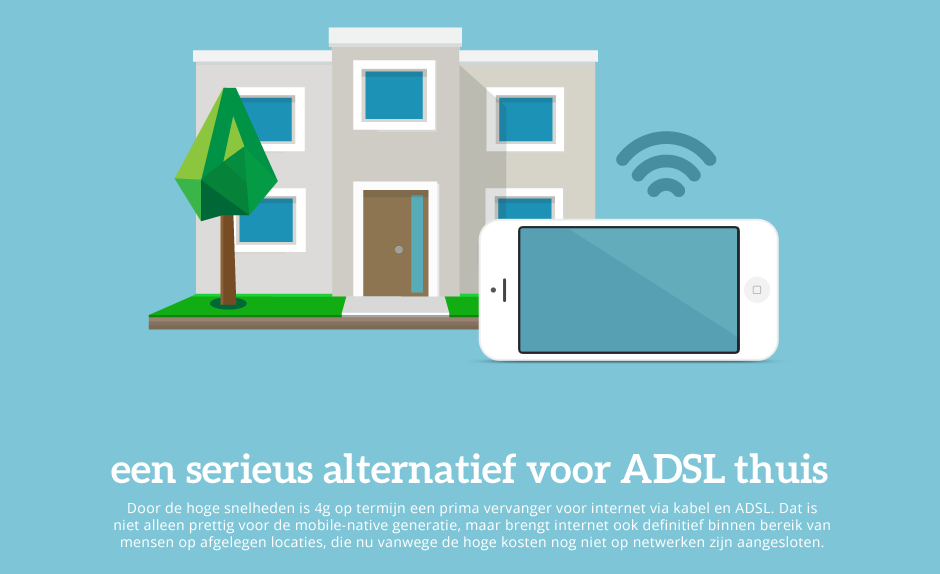 een serieus alternatief voor ADSL thuis
Door de hoge snelheden is 4g op termijn een prima vervanger voor internet via kabel en ADSL. Dat is
niet alleen prettig voor de mobile-native generatie, maar brengt internet ook definitief binnen bereik van
mensen op afgelegen locaties, die nu vanwege de hoge kosten nog niet op netwerken zijn aangesloten.